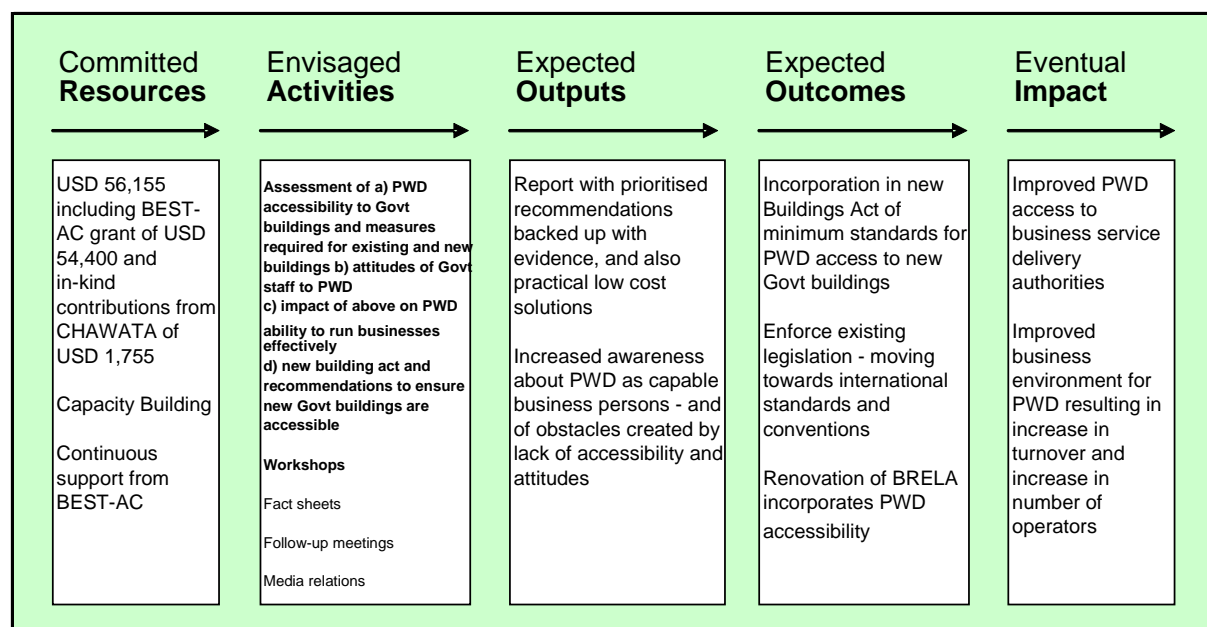 Committed
Resources
Envisaged
Activities
Expected
Outputs
Expected
Outcomes
Eventual
Impact
USD 56,155
including BEST-
AC grant of USD
54,400 and
in-kind
contributions from
CHAWATA of
USD 1,755
Capacity Building
Continuous
support from
BEST-AC
Assessment of a) PWD
accessibility to Govt
buildings and measures
required for existing and new
buildings b) attitudes of Govt
staff to PWD
c) impact of above on PWD
ability to run businesses
effectively
d) new building act and
recommendations to ensure
new Govt buildings are
accessible
Workshops
Fact sheets
Follow-up meetings
Media relations
Report with prioritised
recommendations
backed up with
evidence, and also
practical low cost
solutions
Increased awareness
about PWD as capable
business persons - and
of obstacles created by
lack of accessibility and
attitudes
Incorporation in new
Buildings Act of
minimum standards for
PWD access to new
Govt buildings
Enforce existing
legislation - moving
towards international
standards and
conventions
Renovation of BRELA
incorporates PWD
accessibility
Improved PWD
access to
business service
delivery
authorities
Improved
business
environment for
PWD resulting in
increase in
turnover and
increase in
number of
operators